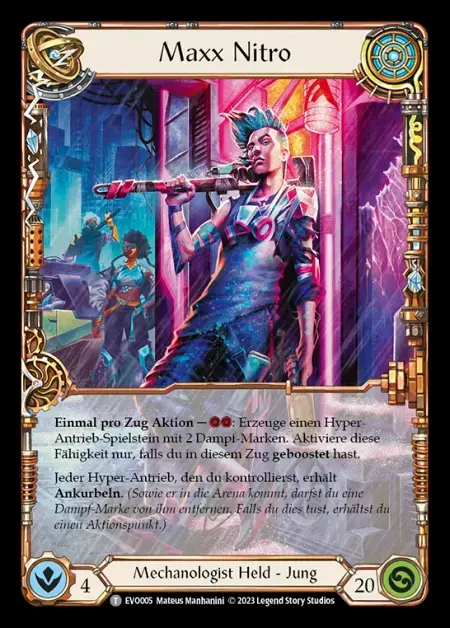 Maxx Nitro
Einmal pro Zug Aktion — : Erzeuge einen Hyper-
Antrieb-Spielstein mit 2 Dampf-Marken. Aktiviere diese
Fähigkeit nur, falls du in diesem Zug geboostet hast.
Jeder Hyper-Antrieb, den du kontrollierst, erhält
Ankurbeln. (Sowie er in die Arena kommt, darfst du eine
Dampf-Marke von ihm entfernen. Falls du dies tust, erhältst du
einen Aktionspunkt.)
4
Mechanologist Held - Jung
20
T EVO005 Mateus Manhanini © 2023 Legend Story Studios